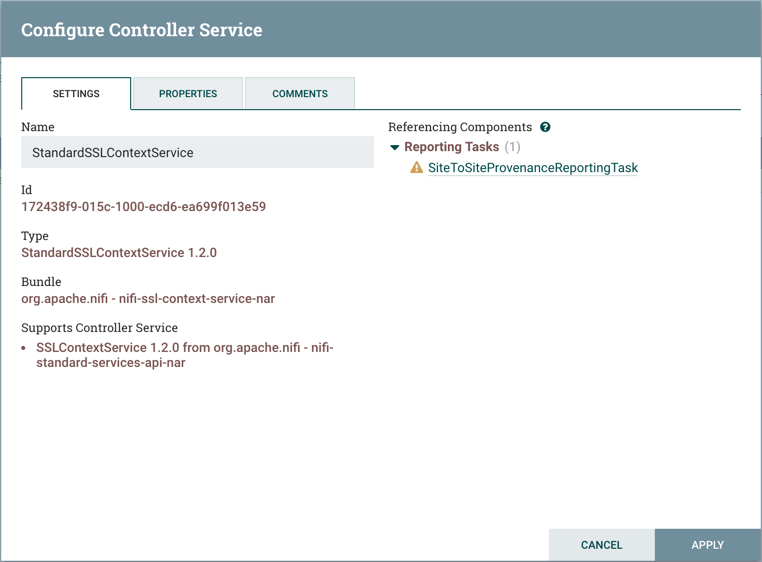 Configure Controller Service
SETTINGS
PROPERTIES
COMMENTS
Name
StandardSSLContextService
Id
172438f9-015c-1000-ecd6-ea699f013e59
Type
StandardSSLContextService 1.2.0
Bundle
org.apache.nifi - nifi-ssl-context-service-nar
Supports Controller Service
• SSLContextService 1.2.0 from org.apache.nifi - nifi-
standard-services-api-nar
Referencing Components ?
Reporting Tasks (1)
SiteToSiteProvenanceReportingTask
CANCEL
APPLY